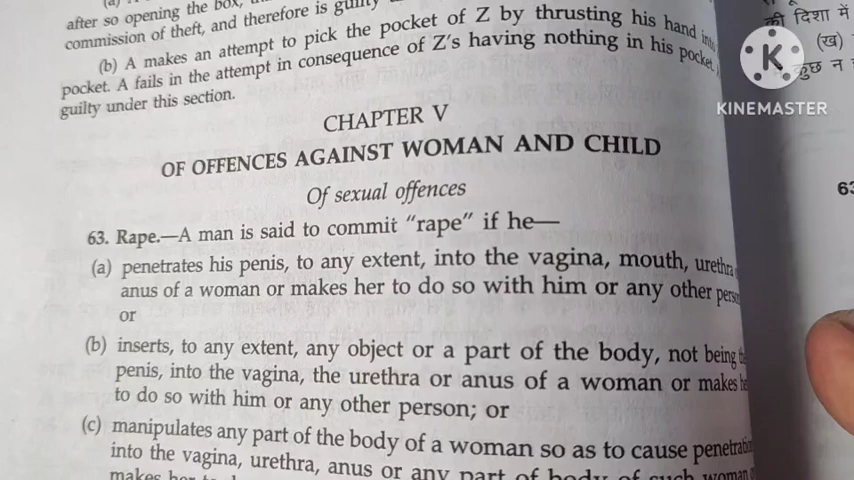 after so opening the box,
commission of theft, and therefore is guilty
(b) A makes an attempt to pick the pocket of Z by thrusting his hand into
pocket. A fails in the attempt in consequence of Z's having nothing in his pocket.
guilty under this section.
CHAPTER V
OF OFFENCES AGAINST WOMAN AND CHILD
Of sexual offences
63. Rape.—A man is said to commit “rape” if he—
(a) penetrates his penis, to any extent, into the vagina, mouth, urethra
anus of a woman or makes her to do so with him or any other person
or
(b) inserts, to any extent, any object or a part of the body, not being
penis, into the vagina, the urethra or anus of a woman or makes
to do so with him or any other person; or
(c) manipulates any part of the body of a woman so as to cause penetration
into the vagina, urethra, anus or any part of body of such woman
makes her to
की दिशा में
(ख)
कुछ न
63
K
KINEMASTER